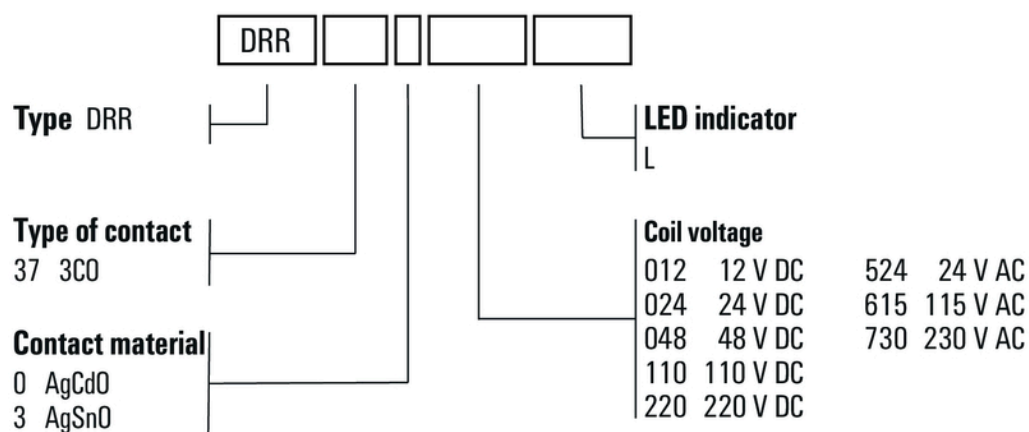 DRR
Type DRR
LED indicator
L
Type of contact
37 3CO
Coil voltage
012 12 V DC 524 24 V AC
024 24 V DC 615 115 V AC
048 48 V DC 730 230 V AC
110 110 V DC
220 220 V DC
Contact material
0 AgCdO
3 AgSnO